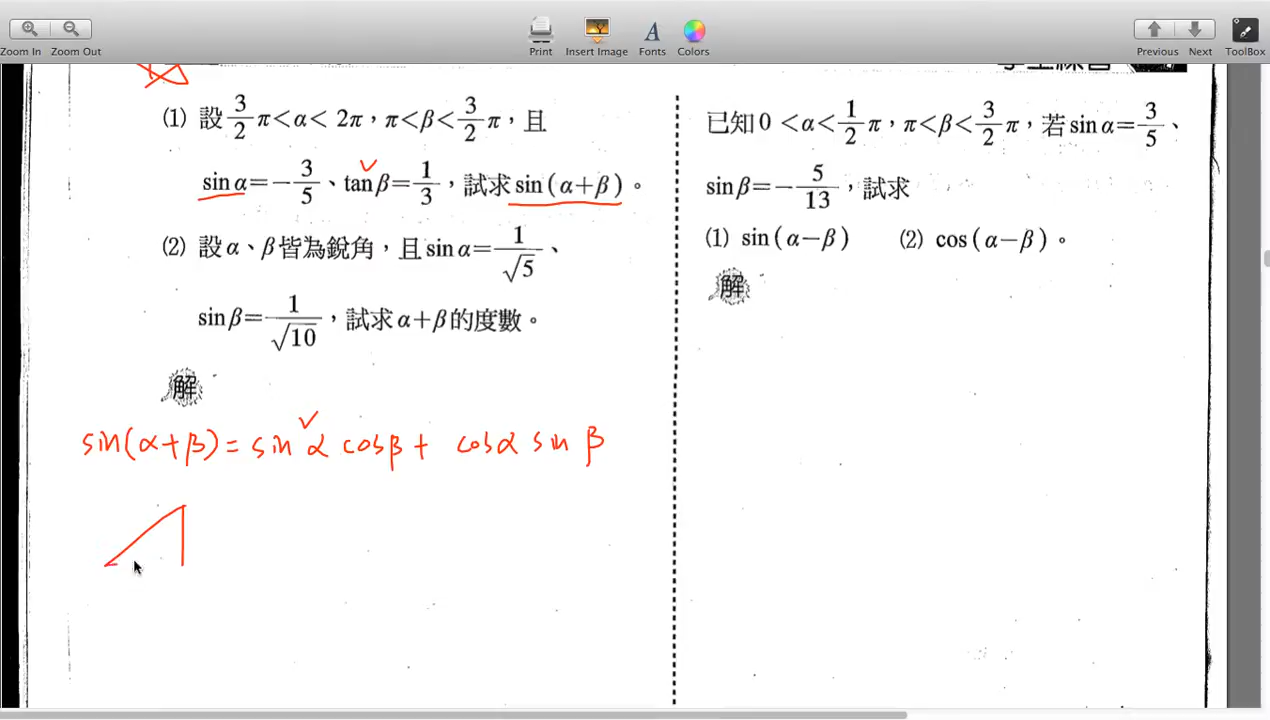 Zoom In Zoom Out Print Insert Image Fonts Colors Previous Next ToolBox
(1) 設 3/2 π<α< 2π，π<β< 3/2 π，且
sin α=－3/5、tan β=1/3，試求 sin(α+β)。
(2) 設 α、β 皆為銳角，且 sin α=1/√5、
sin β=1/√10，試求 α+β 的度數。
解
sin(α+β)= sin α cosβ + cosα sin β
已知 0 <α<1/2 π，π<β<3/2 π，若 sin α=3/5、
sin β=－5/13，試求
(1) sin(α－β) (2) cos(α－β)。
解